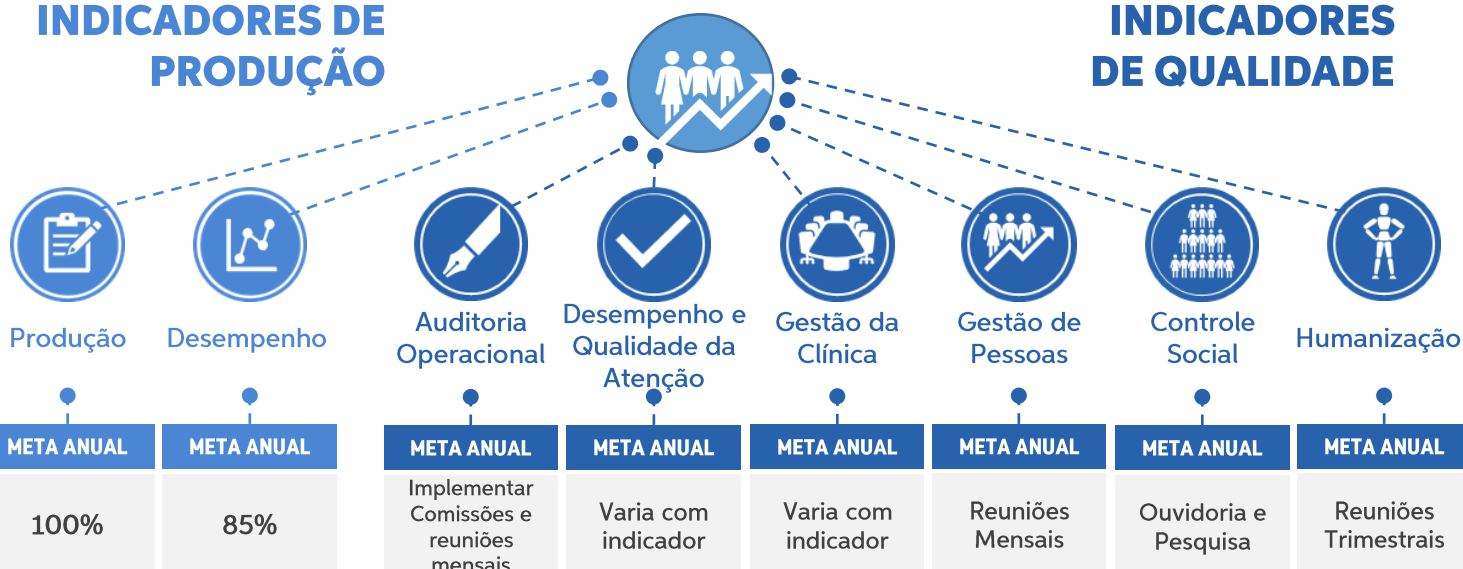 INDICADORES DE
PRODUÇÃO
INDICADORES
DE QUALIDADE
Produção
Desempenho
Auditoria
Operacional
Desempenho e
Qualidade da
Atenção
Gestão da
Clínica
Gestão de
Pessoas
Controle
Social
Humanização
META ANUAL
META ANUAL
META ANUAL
META ANUAL
META ANUAL
META ANUAL
META ANUAL
META ANUAL
100%
85%
Implementar
Comissões e
reuniões
mensais
Varia com
indicador
Varia com
indicador
Reuniões
Mensais
Ouvidoria e
Pesquisa
Reuniões
Trimestrais